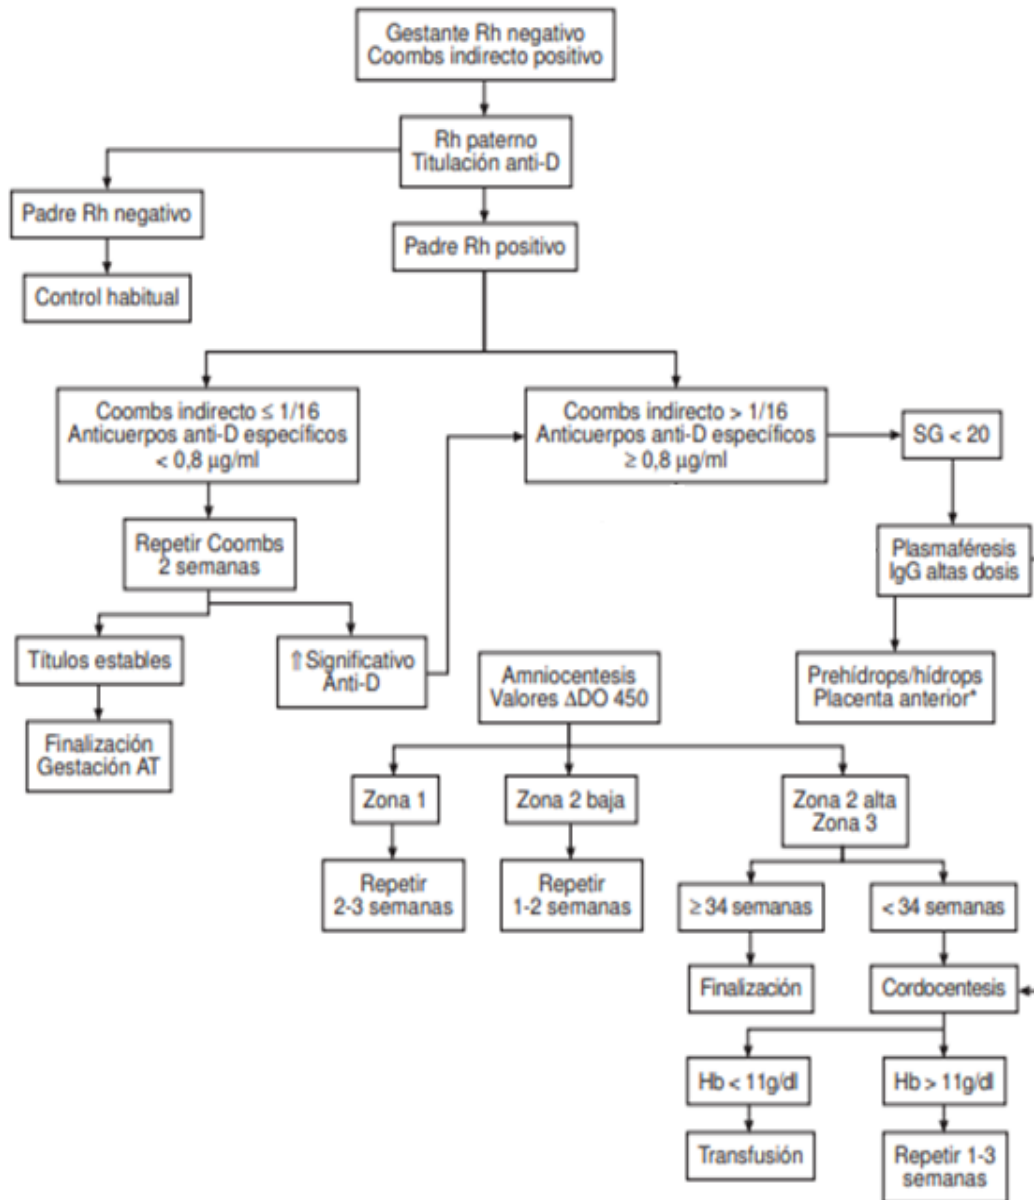 Gestante Rh negativo
Coombs indirecto positivo
Rh paterno
Titulación anti-D
Padre Rh negativo
Padre Rh positivo
Control habitual
Coombs indirecto ≤ 1/16
Anticuerpos anti-D específicos
< 0,8 µg/ml
Coombs indirecto > 1/16
Anticuerpos anti-D específicos
≥ 0,8 µg/ml
SG < 20
Repetir Coombs
2 semanas
Plasmaféresis
IgG altas dosis
Títulos estables
⇑Significativo
Anti-D
Amniocentesis
Valores ΔDO 450
Prehídrops/hídrops
Placenta anterior*
Finalización
Gestación AT
Zona 1
Zona 2 baja
Zona 2 alta
Zona 3
Repetir
2-3 semanas
Repetir
1-2 semanas
≥ 34 semanas
< 34 semanas
Finalización
Cordocentesis
Hb < 11g/dl
Hb > 11g/dl
Transfusión
Repetir 1-3
semanas